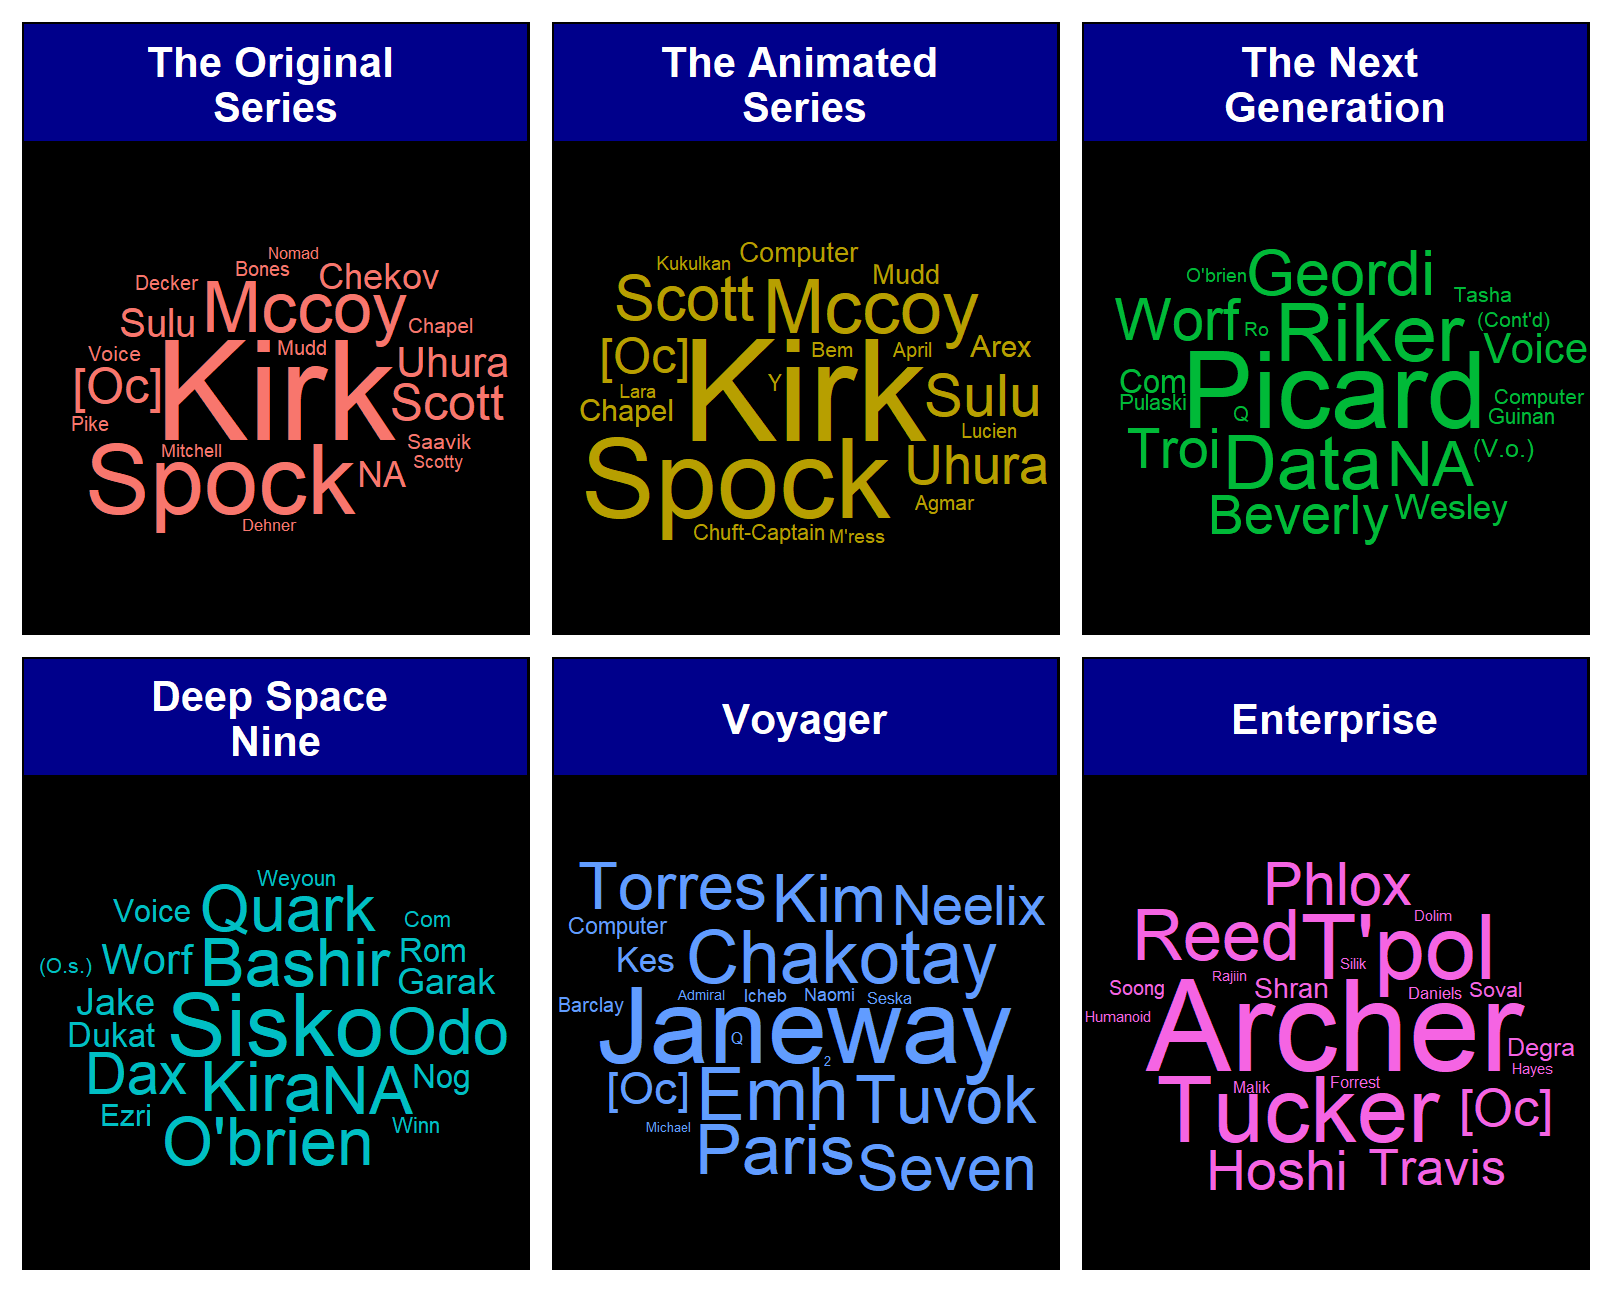 The Original
Series
Nomad
Bones
Chekov
Decker
Mccoy
Sulu
Chapel
Voice
Mudd
Uhura
[Oc]
Kirk
Scott
Pike
Saavik
Mitchell
Scotty
Spock
NA
Dehner
The Animated
Series
Computer
Kukulkan
Mudd
Scott
Mccoy
[Oc]
Bem
April
Arex
Y
Kirk
Lara
Sulu
Chapel
Lucien
Spock
Uhura
Agmar
Chuft-Captain
M'ress
The Next
Generation
O'brien
Geordi
Tasha
Worf
Ro
Riker
(Cont'd)
Voice
Com
Picard
Pulaski
Q
Computer
Guinan
Troi
Data
NA
(V.o.)
Beverly
Wesley
Deep Space
Nine
Weyoun
Voice
Quark
Com
(O.s.)
Worf
Bashir
Rom
Garak
Jake
Sisko
Odo
Dukat
Dax
Kira
NA
Nog
Ezri
O'brien
Winn
Voyager
Torres
Kim
Neelix
Computer
Kes
Chakotay
Barclay
Admiral
Icheb
Naomi
Seska
Janeway
Q
2
[Oc]
Emh
Tuvok
Michael
Paris
Seven
Enterprise
Phlox
Dolim
Reed
T'pol
Silik
Rajiin
Soong
Shran
Daniels
Soval
Humanoid
Archer
Degra
Hayes
Malik
Forrest
Tucker
[Oc]
Hoshi
Travis